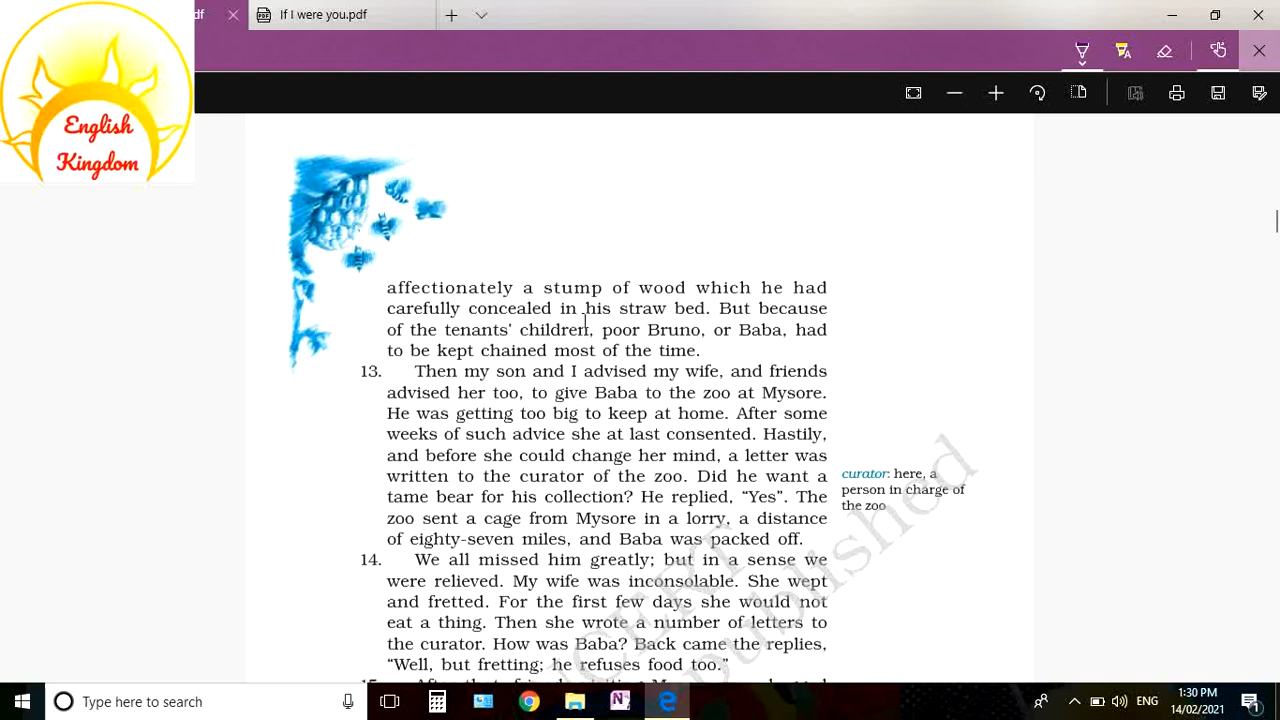 df
If I were you.pdf
English
Kingdom
affectionately a stump of wood which he had
carefully concealed in his straw bed. But because
of the tenants' children, poor Bruno, or Baba, had
to be kept chained most of the time.
13. Then my son and I advised my wife, and friends
advised her too, to give Baba to the zoo at Mysore.
He was getting too big to keep at home. After some
weeks of such advice she at last consented. Hastily,
and before she could change her mind, a letter was
written to the curator of the zoo. Did he want a
tame bear for his collection? He replied, “Yes”. The
zoo sent a cage from Mysore in a lorry, a distance
of eighty-seven miles, and Baba was packed off.
curator: here, a
person in charge of
the zoo
14. We all missed him greatly; but in a sense we
were relieved. My wife was inconsolable. She wept
and fretted. For the first few days she would not
eat a thing. Then she wrote a number of letters to
the curator. How was Baba? Back came the replies,
“Well, but fretting; he refuses food too.”
published
Type here to search
ENG
1:30 PM
14/02/2021
1